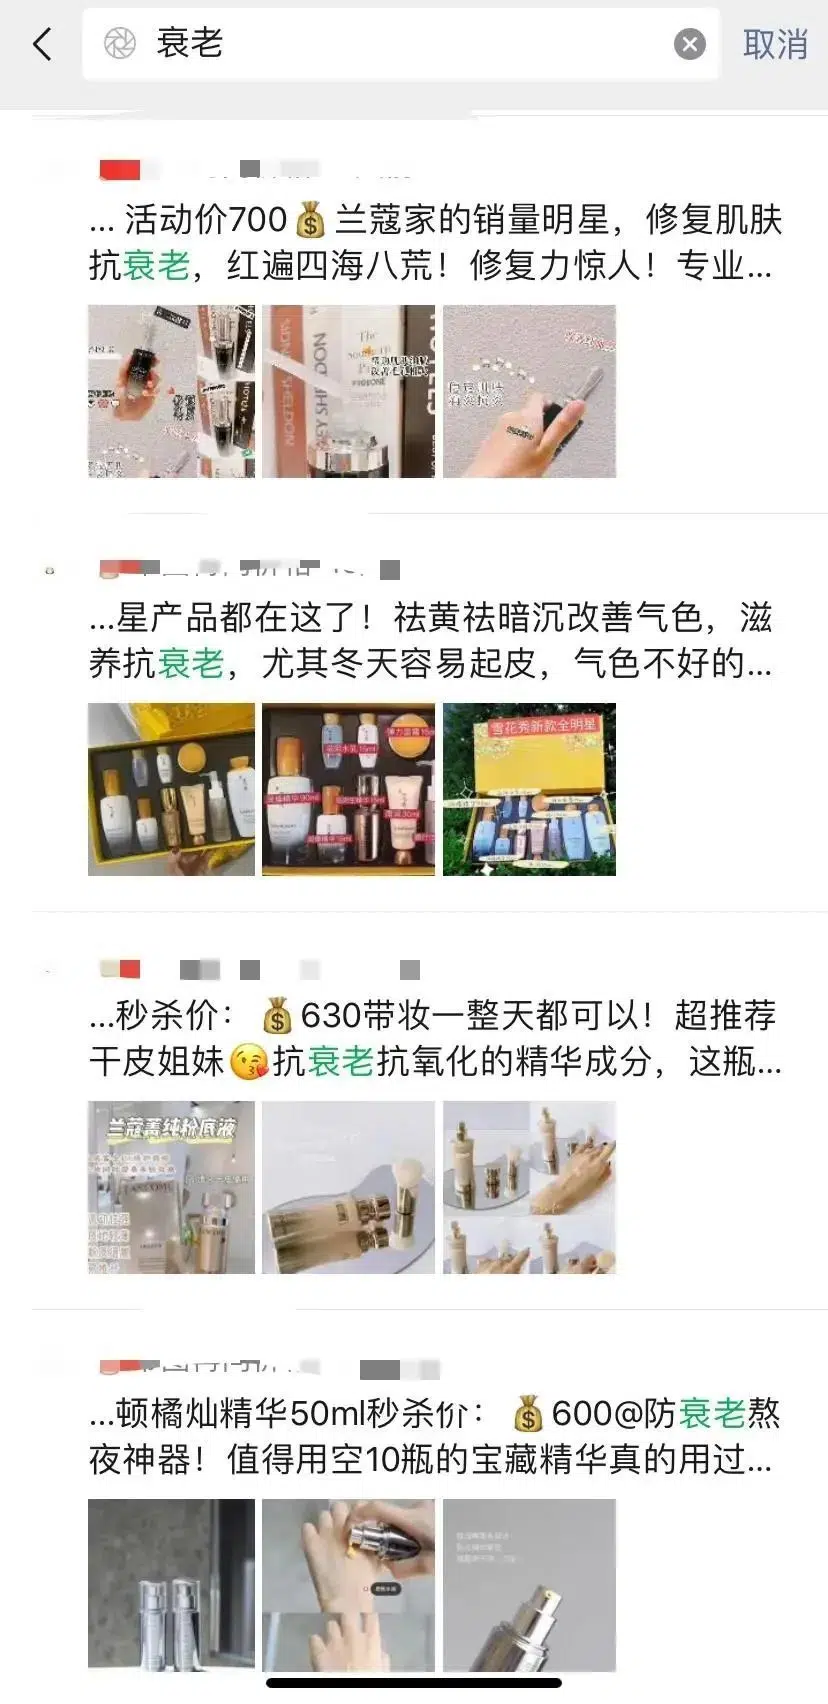 衰老
取消
... 活动价700💰兰蔻家的销量明星，修复肌肤
抗衰老，红遍四海八荒！修复力惊人！专业...
The
...星产品都在这了！祛黄祛暗沉改善气色，滋
养抗衰老，尤其冬天容易起皮，气色不好的...
雪花秀新款全明星
...秒杀价：💰630带妆一整天都可以！超推荐
干皮姐妹😘抗衰老抗氧化的精华成分，这瓶...
兰蔻菁纯粉底液
LANCOME
...顿橘灿精华50ml秒杀价：💰600@防衰老熬
夜神器！值得用空10瓶的宝藏精华真的用过...